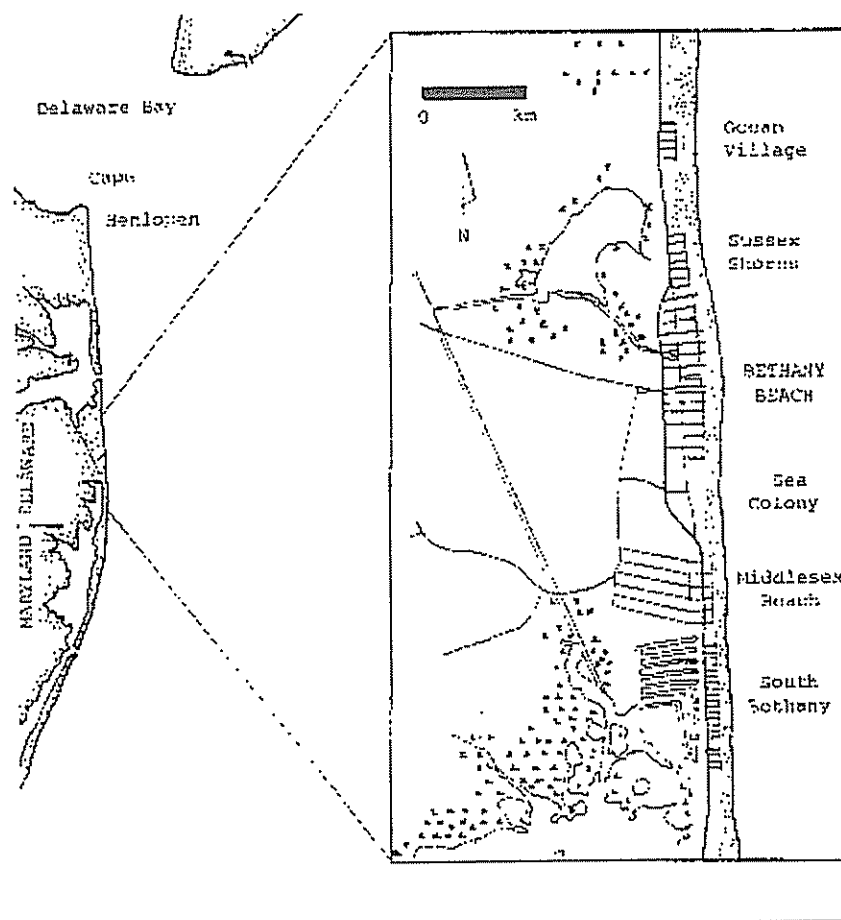 Delaware Bay
Cape
Henlopen
MARYLAND
DELAWARE
0 km
N
Ocean
Village
Sussex
Shores
BETHANY
BEACH
Sea
Colony
Middlesex
Beach
South
Bethany